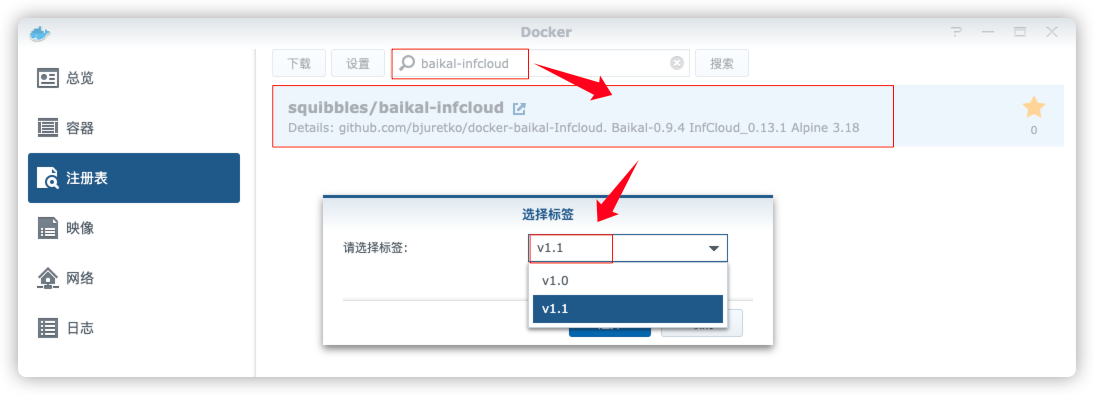 Docker
总览
容器
注册表
映像
网络
日志
下载 设置 baikal-infcloud 搜索
squibbles/baikal-infcloud
Details: github.com/bjuretko/docker-baikal-Infcloud. Baikal-0.9.4 InfCloud_0.13.1 Alpine 3.18
0
选择标签
请选择标签: v1.1
v1.0
v1.1